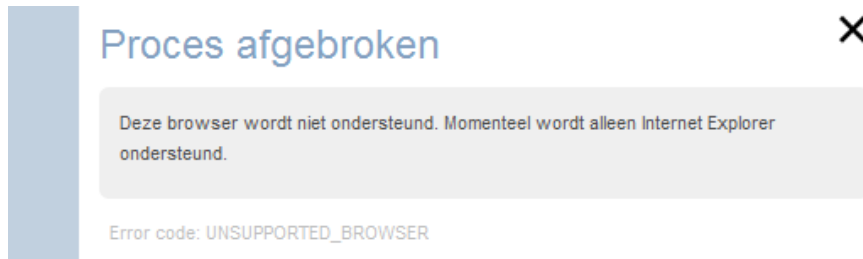 Proces afgebroken
Deze browser wordt niet ondersteund. Momenteel wordt alleen Internet Explorer
ondersteund.
Error code: UNSUPPORTED_BROWSER